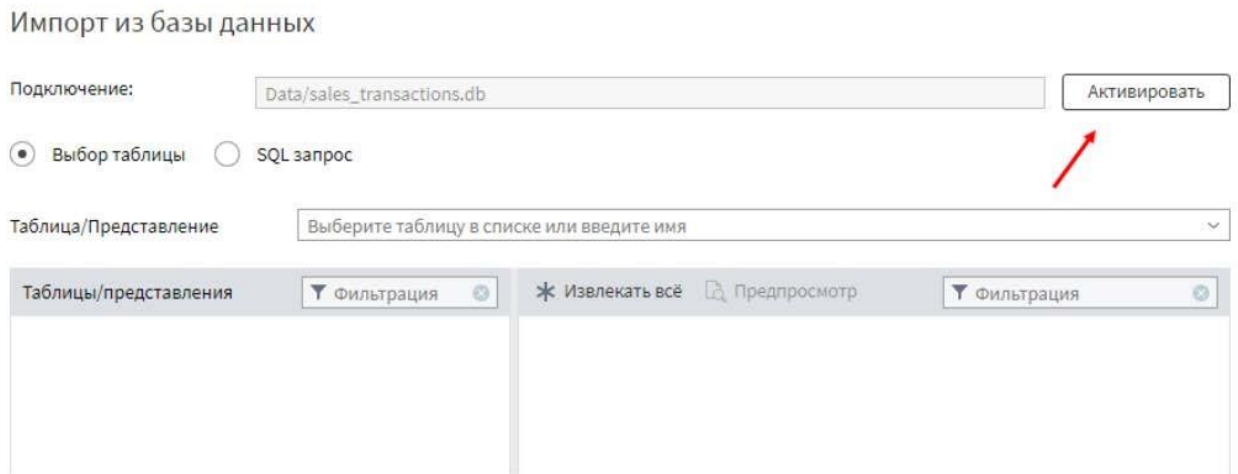 Импорт из базы данных
Подключение: Data/sales_transactions.db Активировать
Выбор таблицы SQL запрос
Таблица/Представление Выберите таблицу в списке или введите имя
Таблицы/представления Фильтрация Извлекать всё Предпросмотр Фильтрация